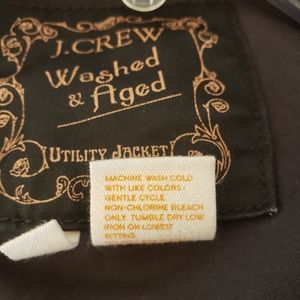 J.CREW
Washed
& Aged
UTILITY JACKET
MACHINE WASH COLD
WITH LIKE COLORS -
GENTLE CYCLE.
NON-CHLORINE BLEACH
ONLY. TUMBLE DRY LOW.
IRON ON LOWEST
SETTING.